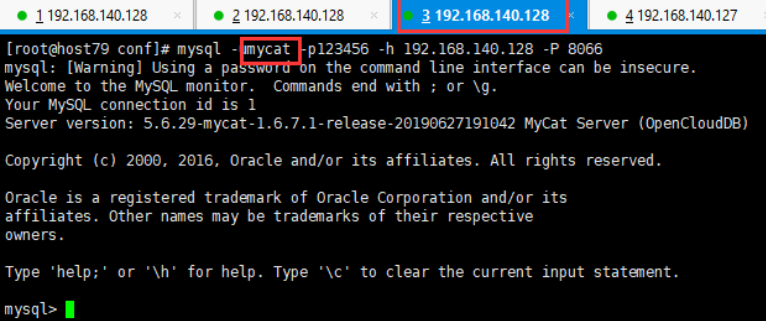 1 192.168.140.128 × 2 192.168.140.128 × 3 192.168.140.128 × 4 192.168.140.127
[root@host79 conf]# mysql -umycat -p123456 -h 192.168.140.128 -P 8066
mysql: [Warning] Using a password on the command line interface can be insecure.
Welcome to the MySQL monitor.  Commands end with ; or \g.
Your MySQL connection id is 1
Server version: 5.6.29-mycat-1.6.7.1-release-20190627191042 MyCat Server (OpenCloudDB)
Copyright (c) 2000, 2016, Oracle and/or its affiliates. All rights reserved.
Oracle is a registered trademark of Oracle Corporation and/or its
affiliates. Other names may be trademarks of their respective
owners.
Type 'help;' or '\h' for help. Type '\c' to clear the current input statement.
mysql>